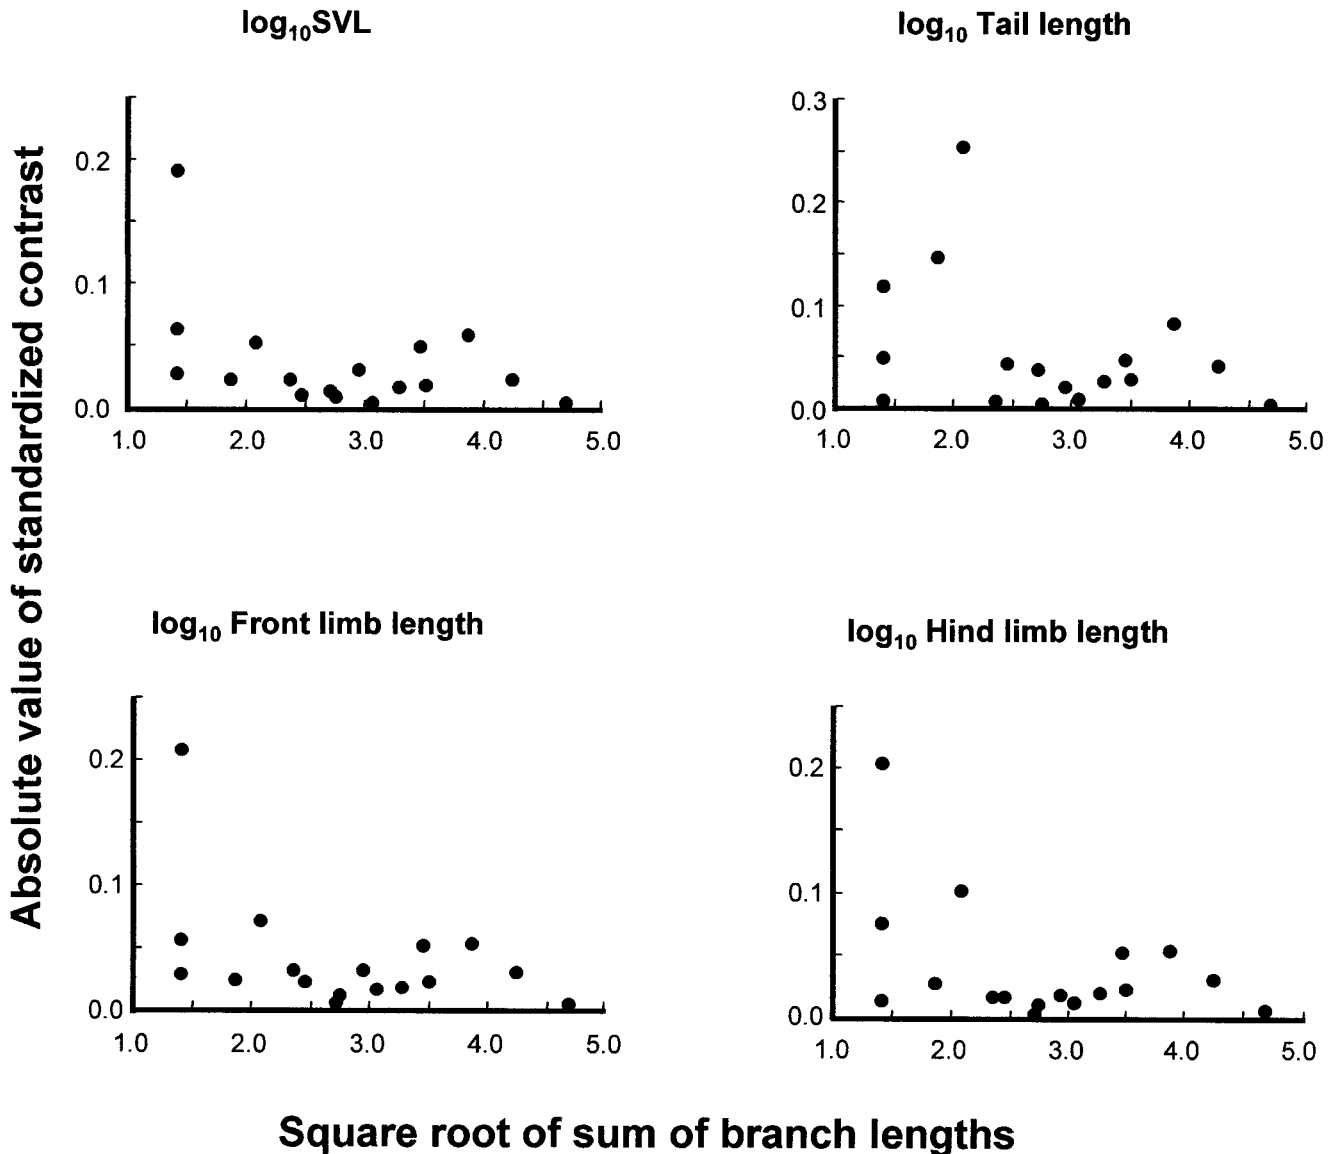 log10SVL
log10 Tail length
Absolute value of standardized contrast
0.2
0.1
0.0
1.0 2.0 3.0 4.0 5.0
0.3
0.2
0.1
0.0
1.0 2.0 3.0 4.0 5.0
log10 Front limb length
log10 Hind limb length
0.2
0.1
0.0
1.0 2.0 3.0 4.0 5.0
0.2
0.1
0.0
1.0 2.0 3.0 4.0 5.0
Square root of sum of branch lengths